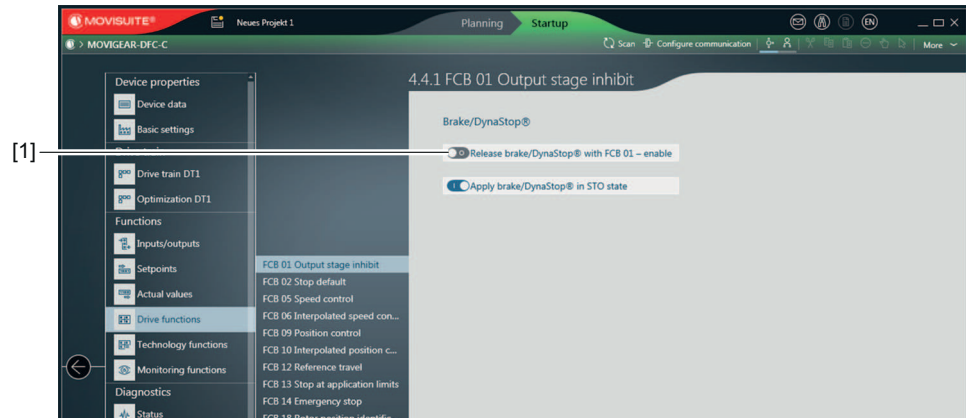 MOVISUITE®
Neues Projekt 1
Planning
Startup
EN
> MOVIGEAR-DFC-C
Scan
Configure communication
More
4.4.1 FCB 01 Output stage inhibit
Device properties
Device data
Basic settings
Drive train DT1
Optimization DT1
Functions
Inputs/outputs
Setpoints
Actual values
Drive functions
Technology functions
Monitoring functions
Diagnostics
Status
FCB 01 Output stage inhibit
FCB 02 Stop default
FCB 05 Speed control
FCB 06 Interpolated speed con...
FCB 09 Position control
FCB 10 Interpolated position c...
FCB 12 Reference travel
FCB 13 Stop at application limits
FCB 14 Emergency stop
FCB 18 Rotor position identific...
Brake/DynaStop®
[1]
Release brake/DynaStop® with FCB 01 – enable
Apply brake/DynaStop® in STO state